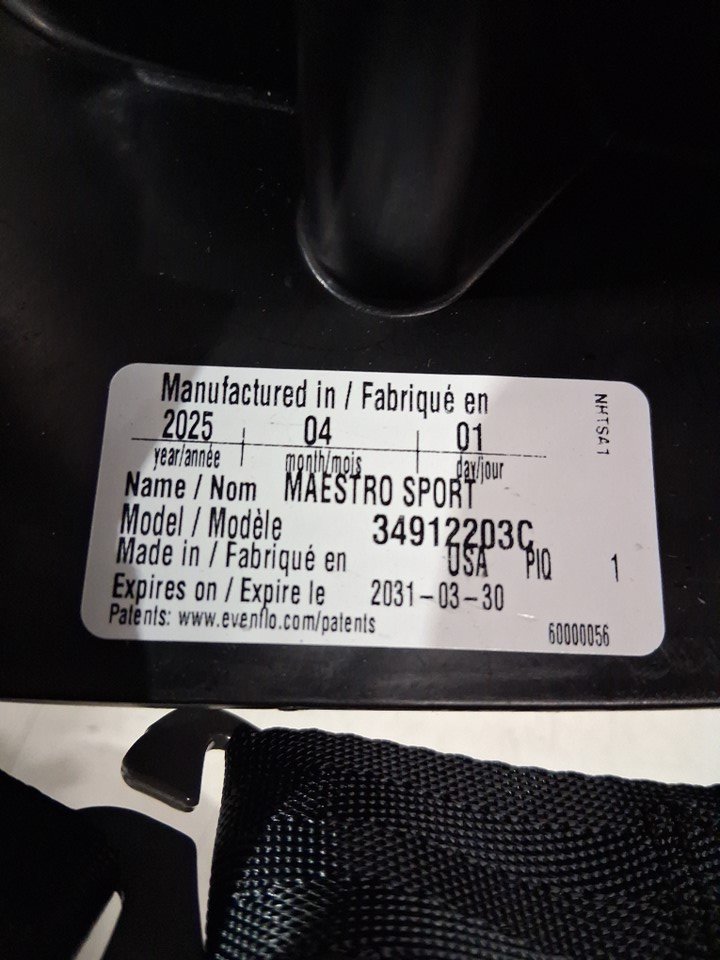 Manufactured in / Fabriqué en
2025 04 01
year/année month/mois day/jour
Name / Nom MAESTRO SPORT
Model / Modèle 34912203C
Made in / Fabriqué en USA PIQ 1
Expires on / Expire le 2031-03-30
Patents: www.evenflo.com/patents
60000056
NHTSA1